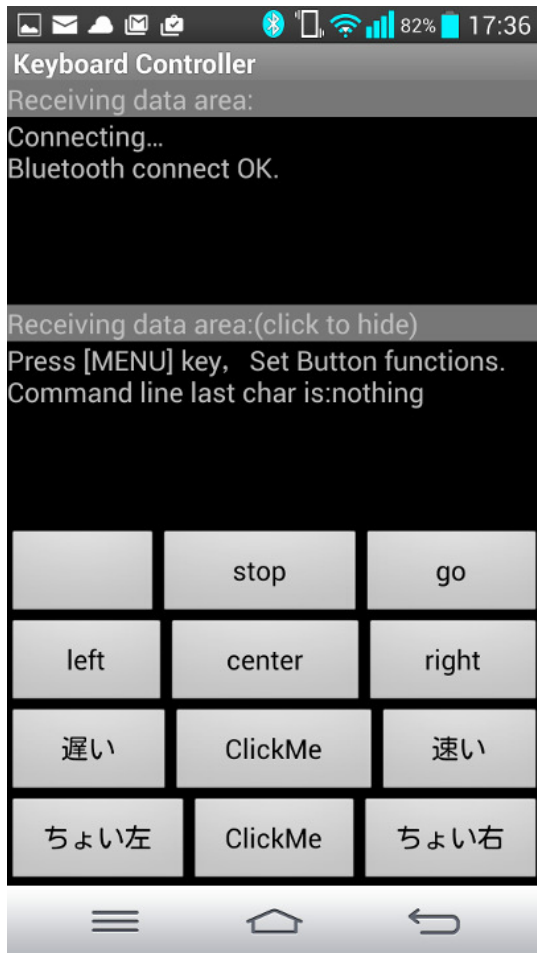 82% 17:36
Keyboard Controller
Receiving data area:
Connecting...
Bluetooth connect OK.
Receiving data area:(click to hide)
Press [MENU] key,  Set Button functions.
Command line last char is:nothing
stop go
left center right
遅い ClickMe 速い
ちょい左 ClickMe ちょい右